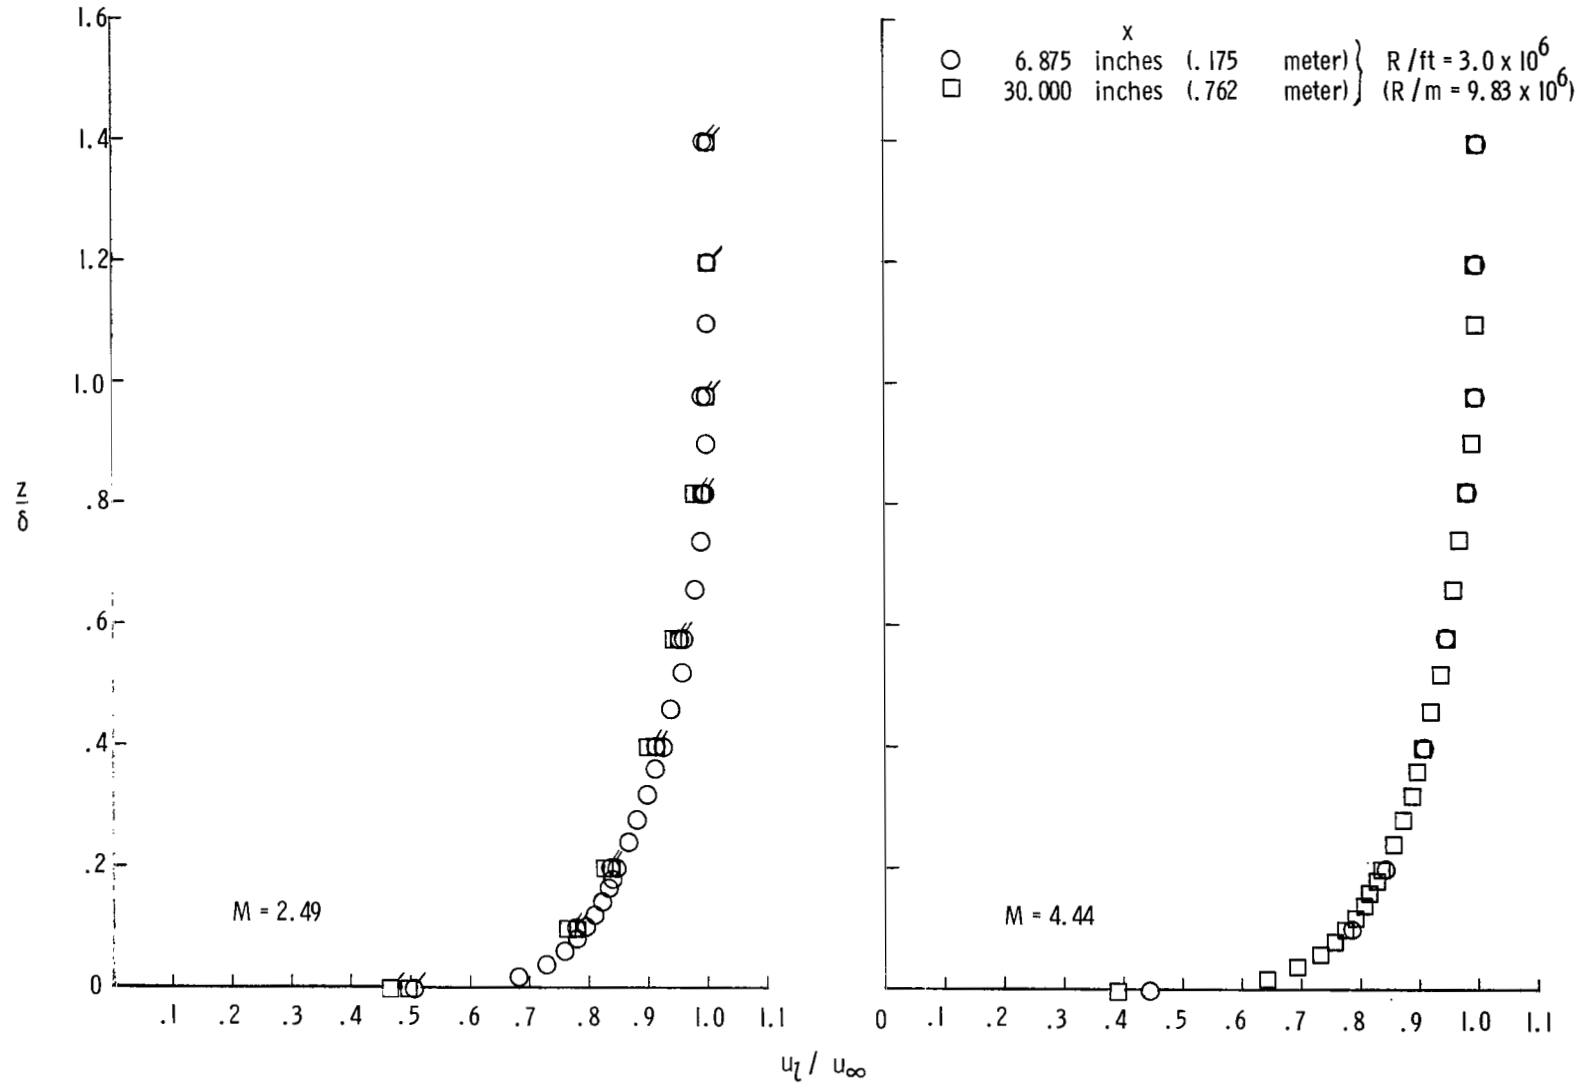 x
○ 6.875 inches (.175 meter) } R/ft = 3.0 x 10^6
□ 30.000 inches (.762 meter) } (R/m = 9.83 x 10^6)
1.6
1.4
1.2
1.0
.8
.6
.4
.2
0
z/δ
M = 2.49
M = 4.44
.1 .2 .3 .4 .5 .6 .7 .8 .9 1.0 1.1
0 .1 .2 .3 .4 .5 .6 .7 .8 .9 1.0 1.1
u_l / u_∞